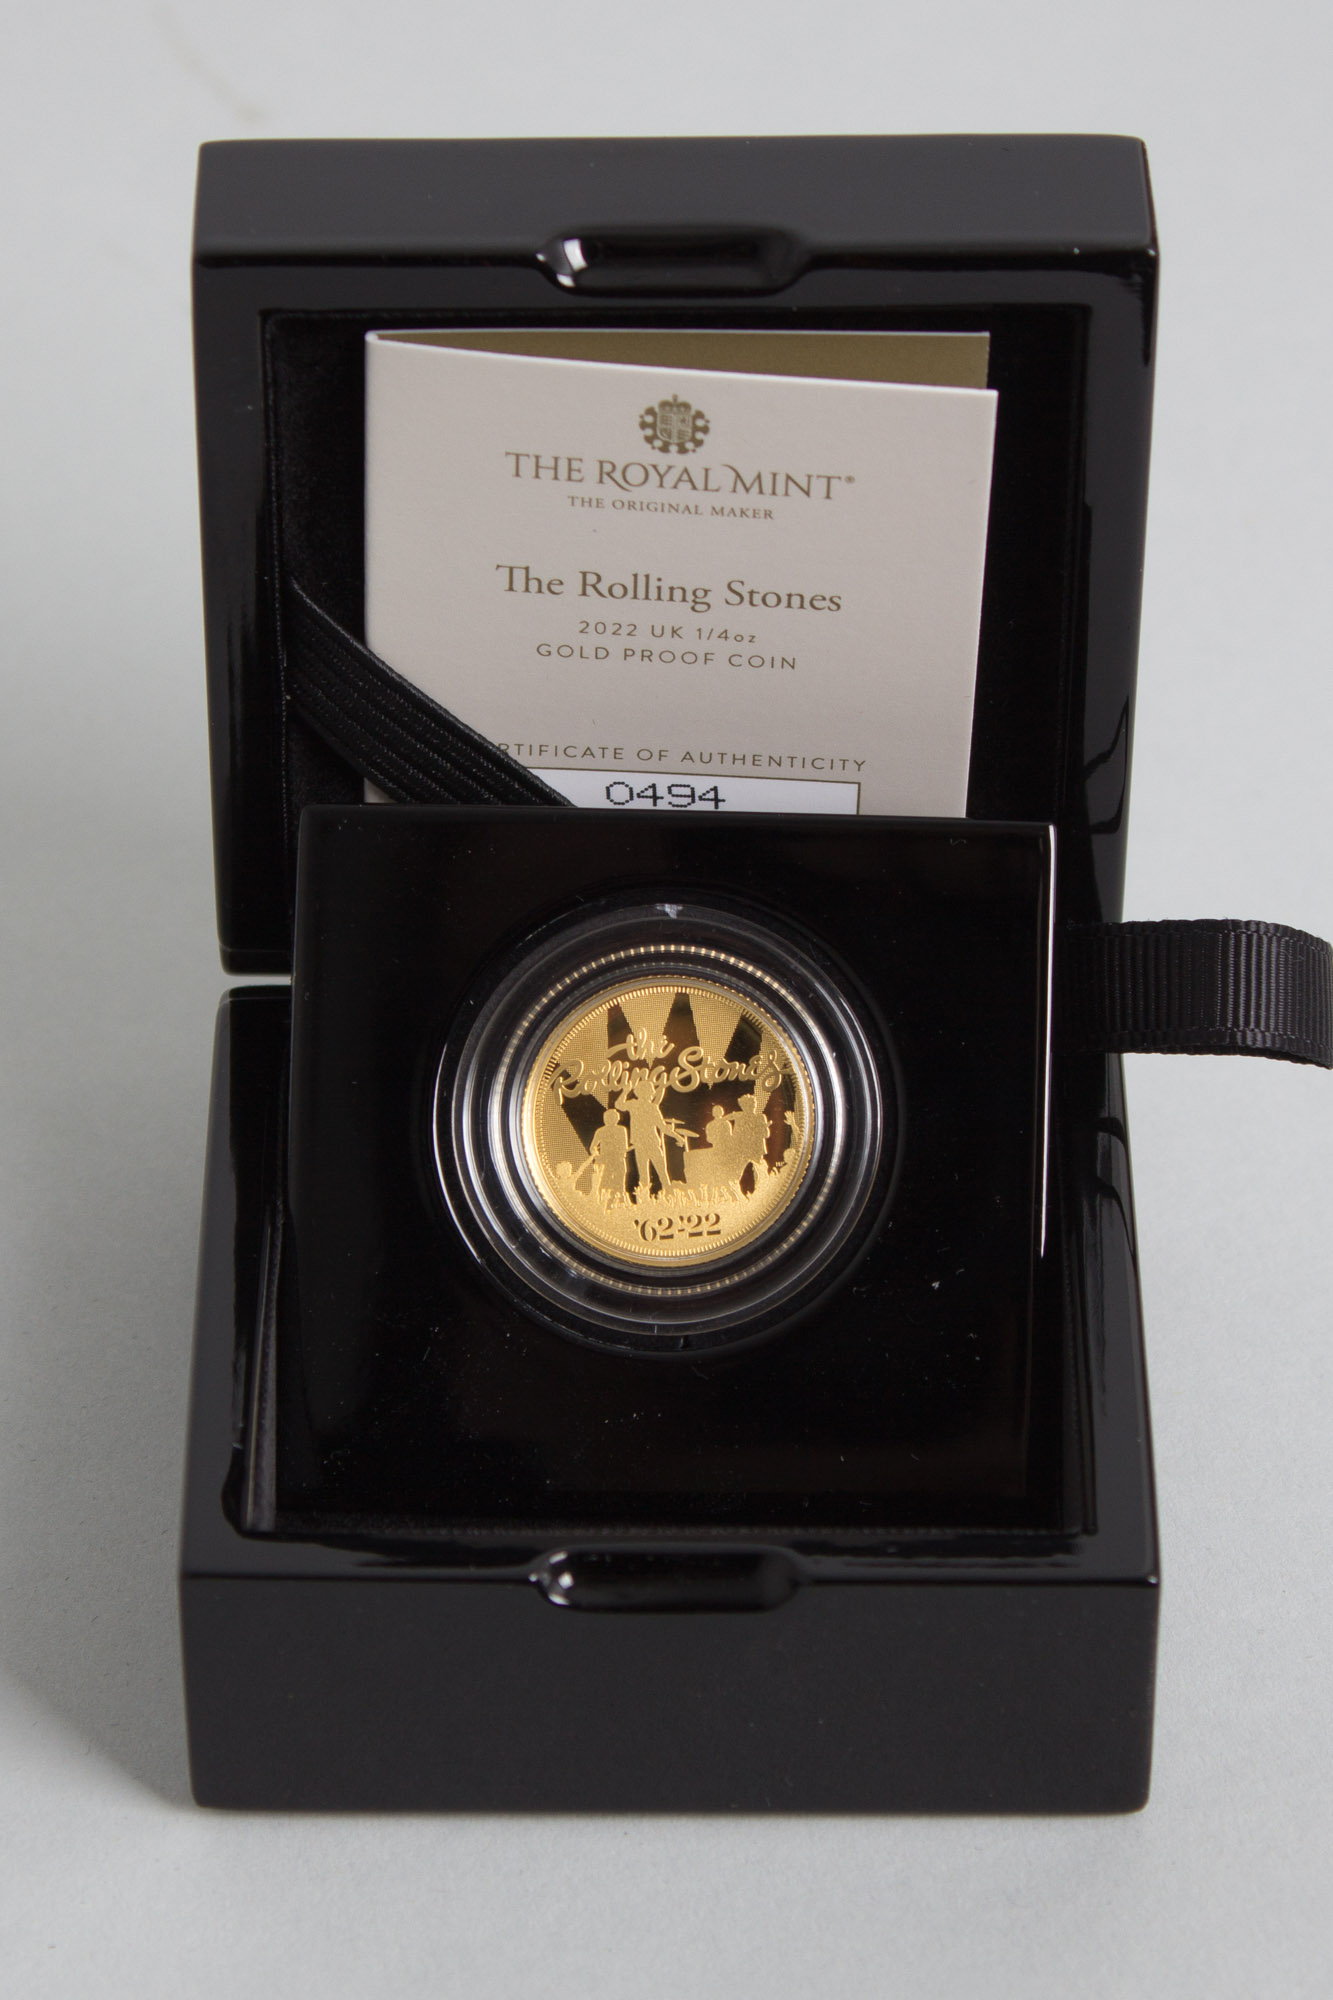 THE ROYAL MINT®
THE ORIGINAL MAKER
The Rolling Stones
2022 UK 1/4oz
GOLD PROOF COIN
RTIFICATE OF AUTHENTICITY
0494
the
Rolling Stones
'62-'22